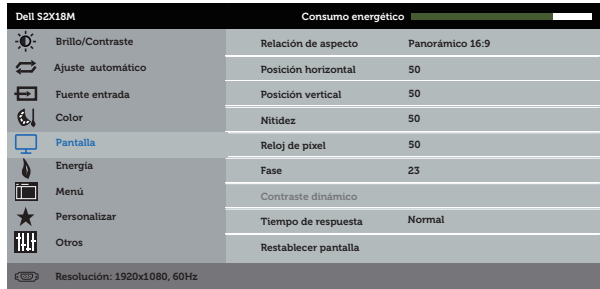 Dell S2X18M
Consumo energético
Brillo/Contraste
Ajuste automático
Fuente entrada
Color
Pantalla
Energía
Menú
Personalizar
Otros
Relación de aspecto Panorámico 16:9
Posición horizontal 50
Posición vertical 50
Nitidez 50
Reloj de píxel 50
Fase 23
Contraste dinámico
Tiempo de respuesta Normal
Restablecer pantalla
Resolución: 1920x1080, 60Hz